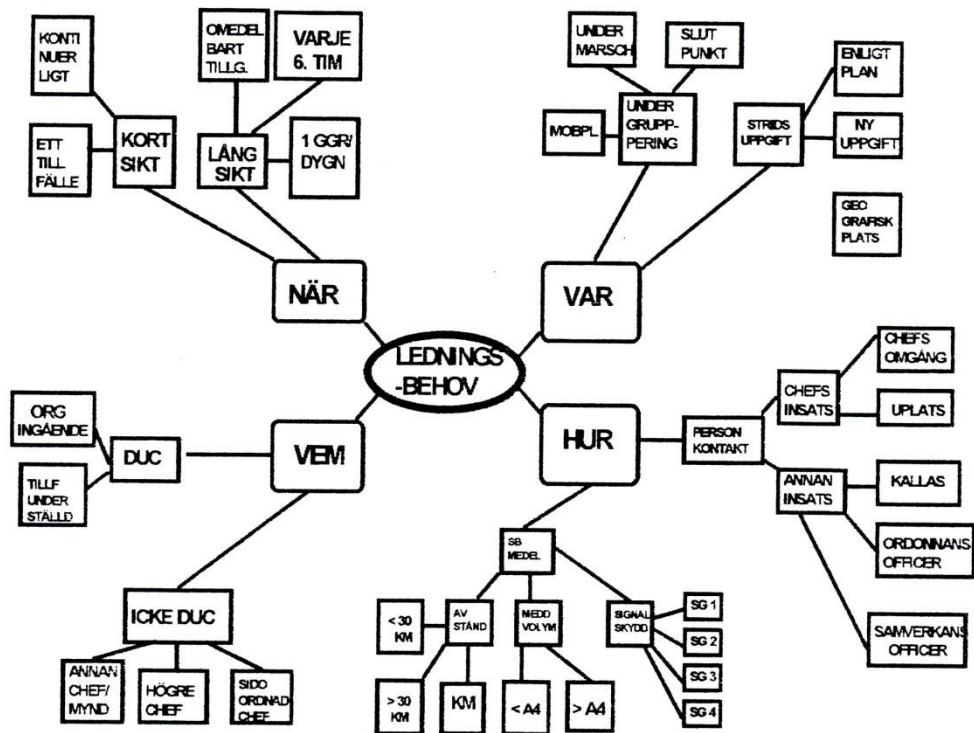 KONTI
NUER
LIGT
OMEDEL
BART
TILLG.
VARJE
6. TIM
ETT
TILL
FÄLLE
KORT
SIKT
LÅNG
SIKT
1 GGR/
DYGN
NÄR
UNDER
MARSCH
SLUT
PUNKT
MOBPL.
UNDER
GRUPP-
PERING
STRIDS
UPPGIFT
ENLIGT
PLAN
NY
UPPGIFT
GEO
GRAFISK
PLATS
VAR
LEDNINGS
-BEHOV
ORG
INGÅENDE
TILLF
UNDER
STÄLLD
DUC
VEM
ICKE DUC
ANNAN
CHEF/
MYND
HÖGRE
CHEF
SIDO
ORDNAD
CHEF
HUR
PERSON
KONTAKT
CHEFS
INSATS
CHEFS
OMGÅNG
UPLATS
ANNAN
INSATS
KALLAS
ORDONNANS
OFFICER
SAMVERKANS
OFFICER
SB
MEDEL
AV
STÅND
< 30
KM
> 30
KM
KM
MEDD
VOLYM
< A4
> A4
SIGNAL
SKYDD
SG 1
SG 2
SG 3
SG 4